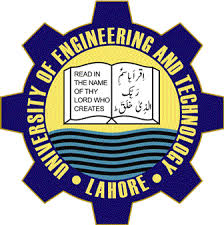 UNIVERSITY OF ENGINEERING AND TECHNOLOGY
READ IN
THE NAME
OF THY
LORD WHO
CREATES
اقرأ باسم
ربك
الذی خلق
LAHORE